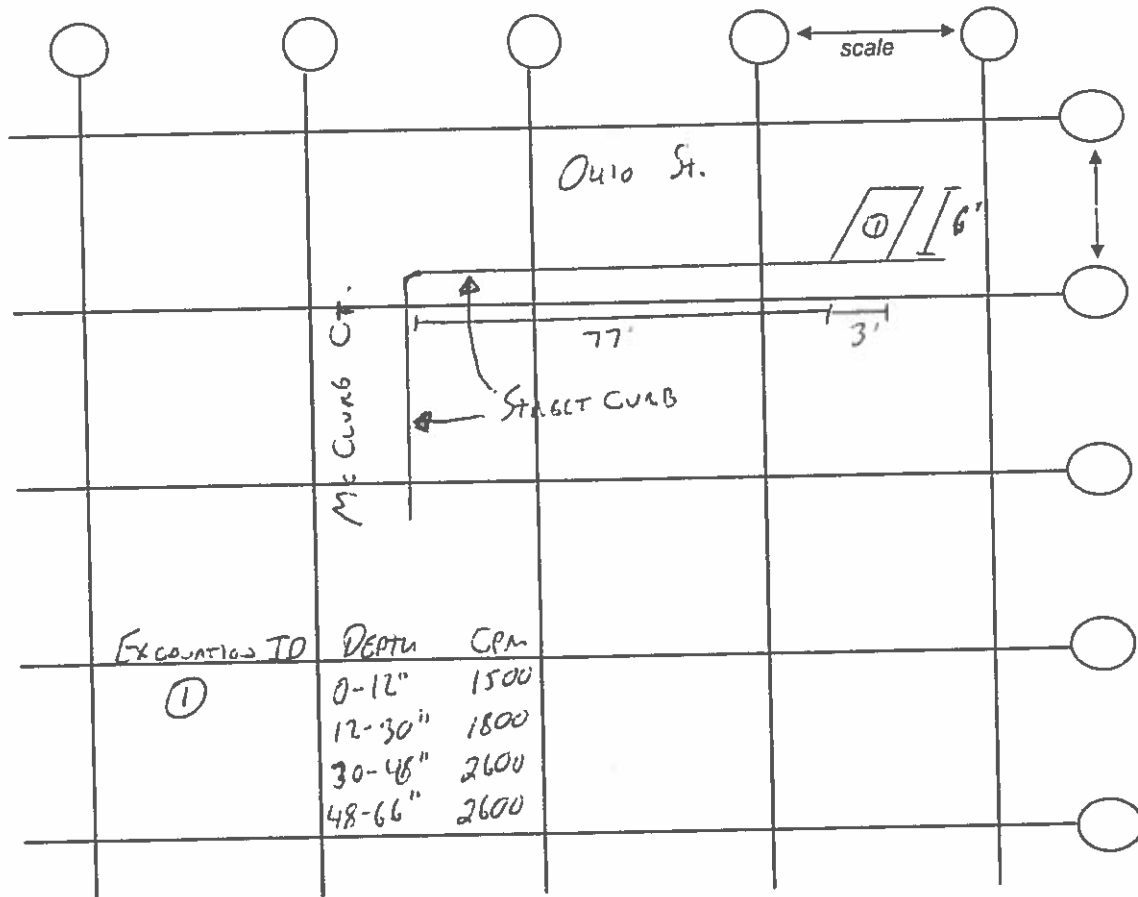 scale
Ohio St.
①
6'
77'
3'
Mc Clurg Ct.
Street Curb
Excavation ID Depth CPM
① 0-12" 1500
12-30" 1800
30-48" 2600
48-66" 2600